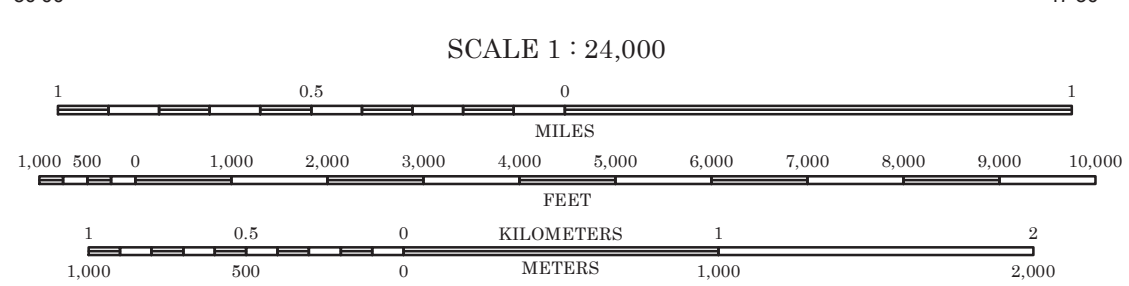 SCALE 1 : 24,000
1 0.5 0 1
MILES
1,000 500 0 1,000 2,000 3,000 4,000 5,000 6,000 7,000 8,000 9,000 10,000
FEET
1 0.5 0 KILOMETERS 1 2
1,000 500 0 METERS 1,000 2,000